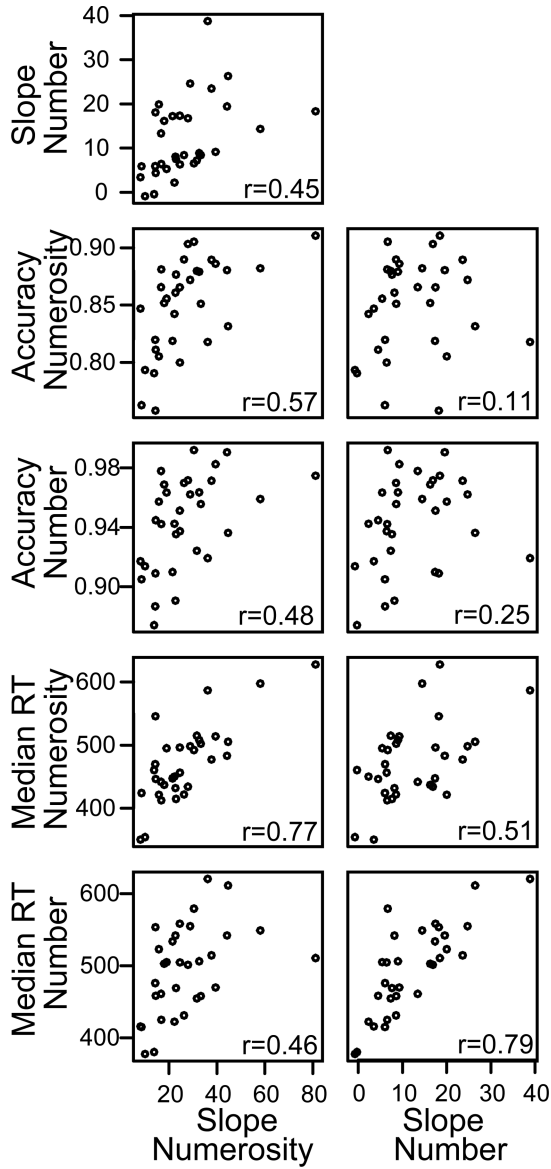 Slope
Number
40
30
20
10
0
r=0.45
Accuracy
Numerosity
0.90
0.85
0.80
r=0.57
r=0.11
Accuracy
Number
0.98
0.94
0.90
r=0.48
r=0.25
Median RT
Numerosity
600
500
400
r=0.77
r=0.51
Median RT
Number
600
500
400
r=0.46
r=0.79
20 40 60 80
0 10 20 30 40
Slope
Numerosity
Slope
Number